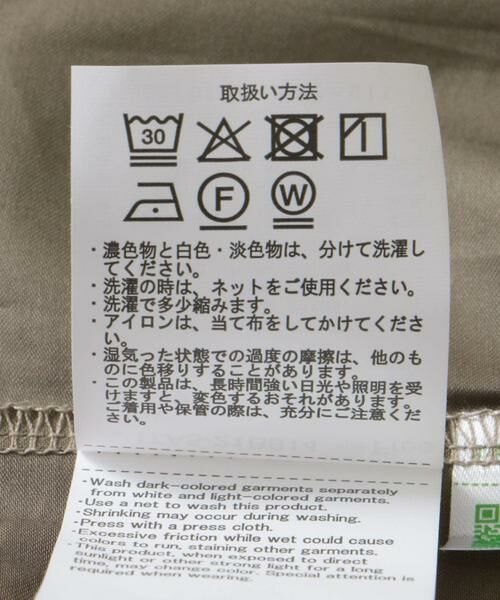 取扱い方法
30
F W
・濃色物と白色・淡色物は、分けて洗濯し
てください。
・洗濯の時は、ネットをご使用ください。
・洗濯で多少縮みます。
・アイロンは、当て布をしてかけてくださ
い。
・湿気った状態での過度の摩擦は、他のも
のに色移りすることがあります。
・この製品は、長時間強い日光や照明を受
けますと、変色するおそれがあります。
ご着用や保管の際は、充分にご注意くだ
さい。
・Wash dark-colored garments separately
from white and light-colored garments.
・Use a net to wash this product.
・Shrinking may occur during washing.
・Press with a press cloth.
・Excessive friction while wet could cause
colors to run, staining other garments.
・This product, when exposed to direct
sunlight or other strong light for a long
time, may change color. Special attention is
required when wearing.